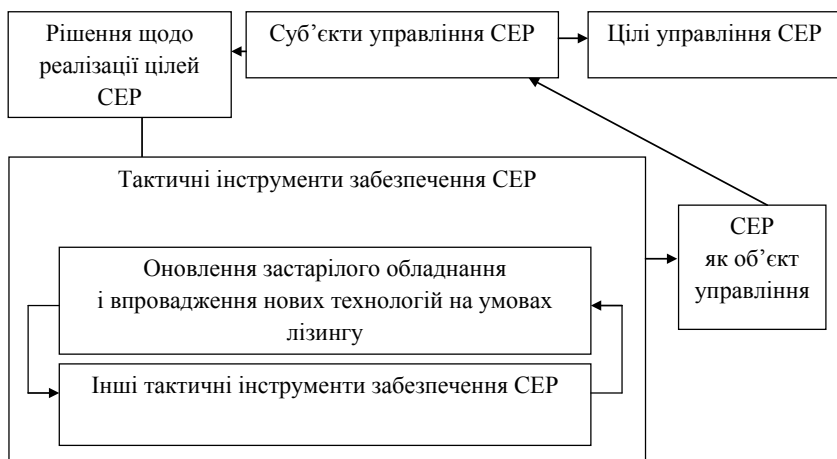 Рішення щодо
реалізації цілей
СЕР
Суб’єкти управління СЕР
Цілі управління СЕР
Тактичні інструменти забезпечення СЕР
Оновлення застарілого обладнання
і впровадження нових технологій на умовах
лізингу
Інші тактичні інструменти забезпечення СЕР
СЕР
як об’єкт
управління